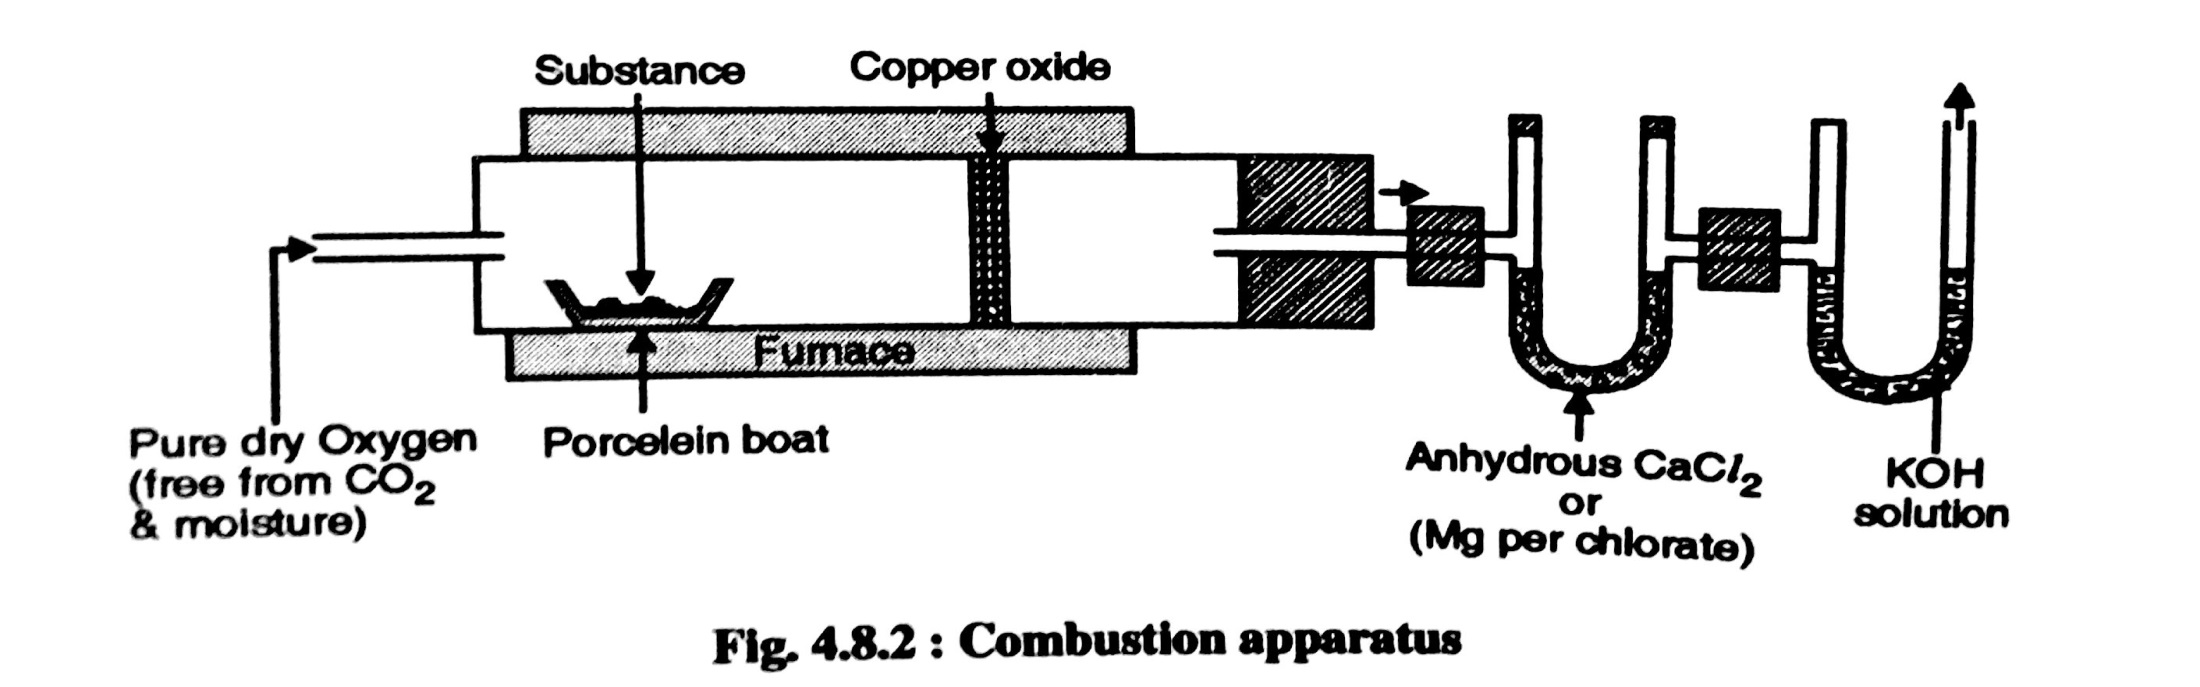 Substance
Copper oxide
Furnace
Pure dry Oxygen
(free from CO₂
& moisture)
Porcelein boat
Anhydrous CaCl₂
or
(Mg per chlorate)
KOH
solution
Fig. 4.8.2 : Combustion apparatus